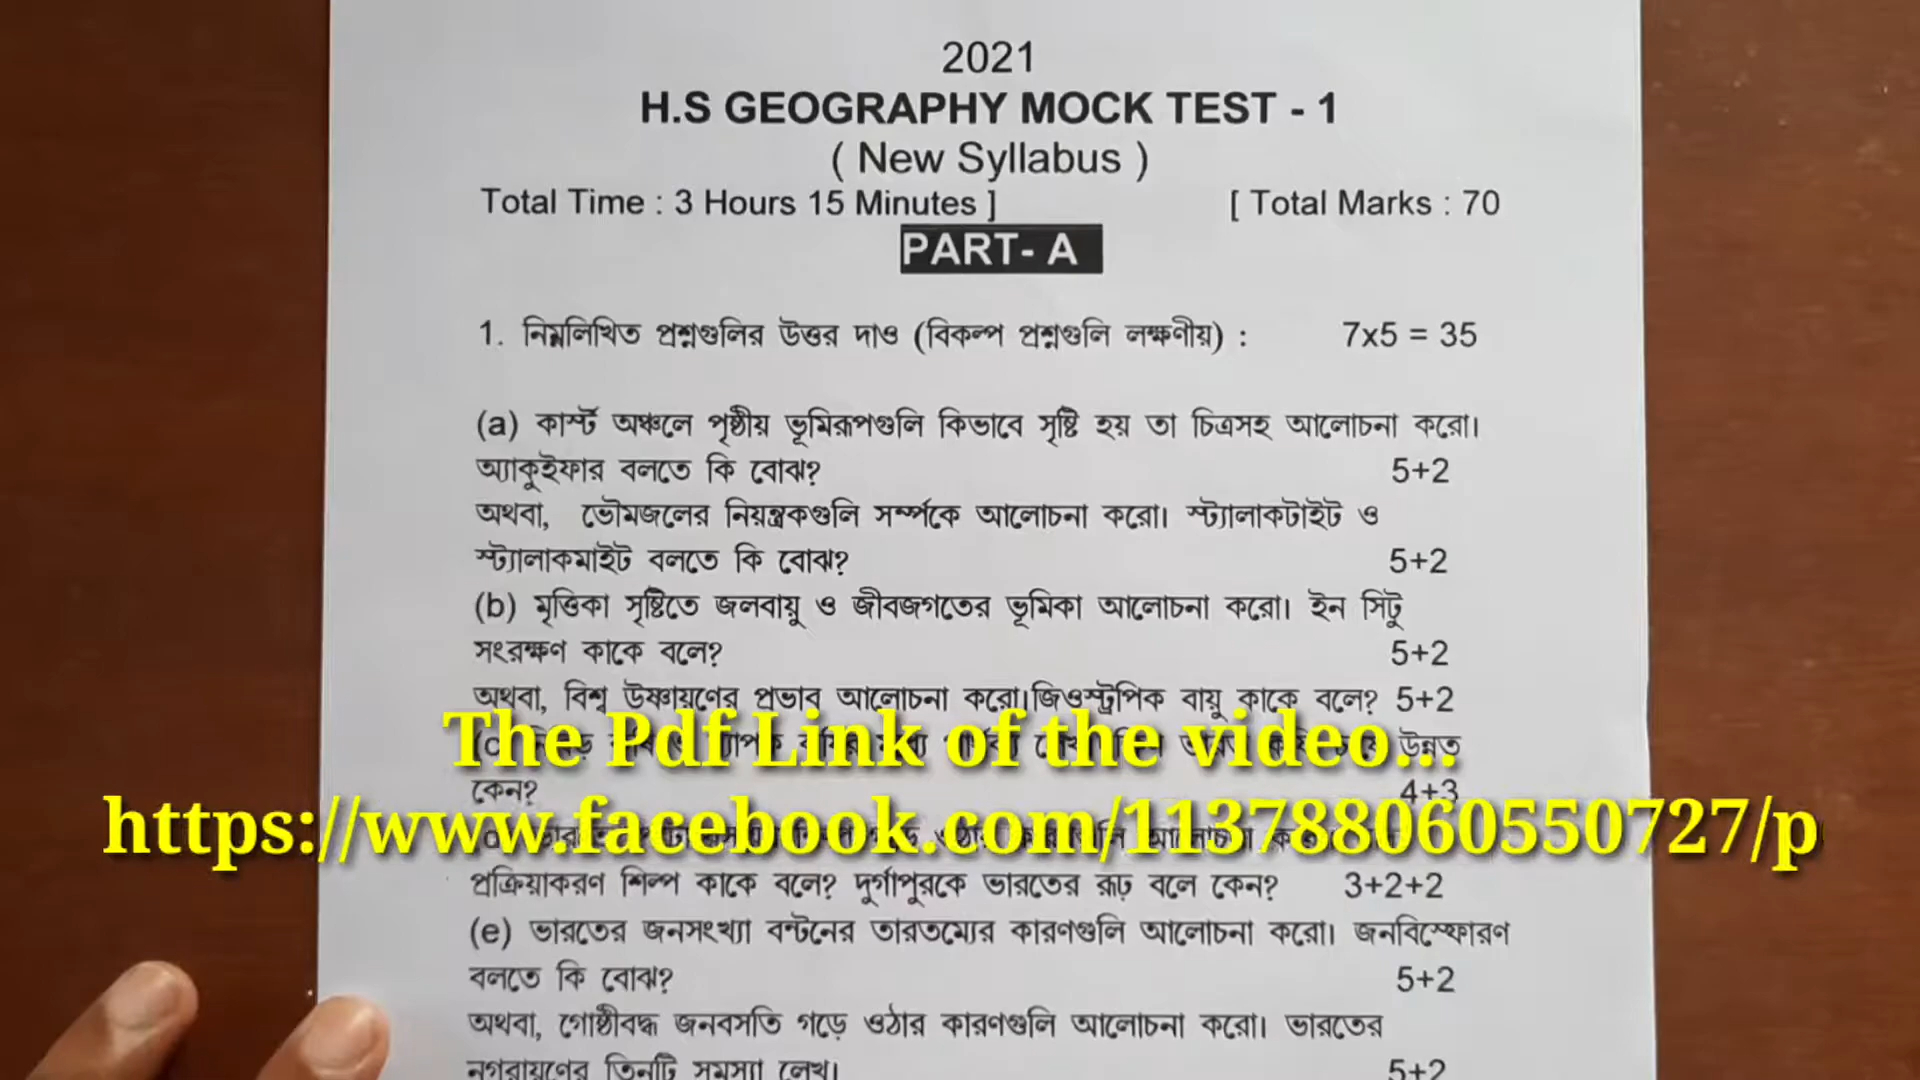 2021
H.S GEOGRAPHY MOCK TEST - 1
( New Syllabus )
Total Time : 3 Hours 15 Minutes ] [ Total Marks : 70
PART- A
1. নিম্নলিখিত প্রশ্নগুলির উত্তর দাও (বিকল্প প্রশ্নগুলি লক্ষণীয়) : 7x5 = 35
(a) কার্স্ট অঞ্চলে পৃষ্ঠীয় ভূমিরূপগুলি কিভাবে সৃষ্টি হয় তা চিত্রসহ আলোচনা করো।
অ্যাকুইফার বলতে কি বোঝ? 5+2
অথবা, ভৌমজলের নিয়ন্ত্রকগুলি সর্ম্পকে আলোচনা করো। স্ট্যালাকটাইট ও
স্ট্যালাকমাইট বলতে কি বোঝ? 5+2
(b) মৃত্তিকা সৃষ্টিতে জলবায়ু ও জীবজগতের ভূমিকা আলোচনা করো। ইন সিটু
সংরক্ষণ কাকে বলে? 5+2
অথবা, বিশ্ব উষ্ণায়ণের প্রভাব আলোচনা করো।জিওস্ট্রপিক বায়ু কাকে বলে? 5+2
The Pdf Link of the video...
উন্নত
কেন? 4+3
https://www.facebook.com/113788060550727/p
প্রক্রিয়াকরণ শিল্প কাকে বলে? দুর্গাপুরকে ভারতের রূঢ় বলে কেন? 3+2+2
(e) ভারতের জনসংখ্যা বন্টনের তারতম্যের কারণগুলি আলোচনা করো। জনবিস্ফোরণ
বলতে কি বোঝ? 5+2
অথবা, গোষ্ঠীবদ্ধ জনবসতি গড়ে ওঠার কারণগুলি আলোচনা করো। ভারতের
নগরায়ণের তিনটি সমস্যা লেখ। 5+2